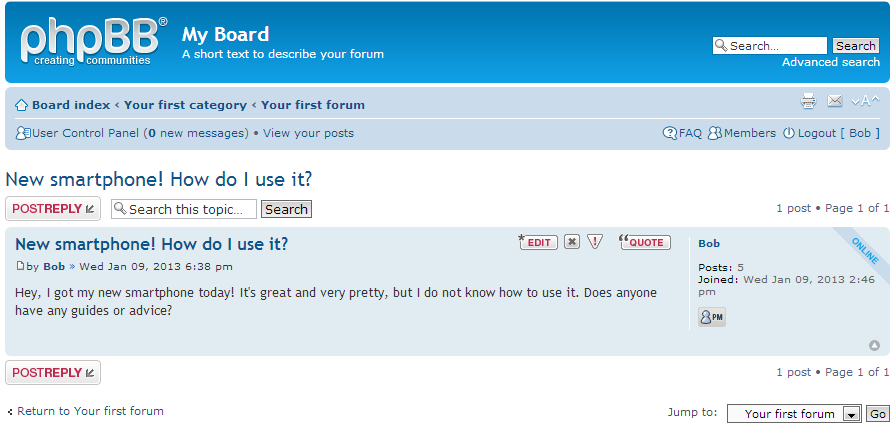 phpBB®
creating communities
My Board
A short text to describe your forum
Search...
Search
Advanced search
Board index ‹ Your first category ‹ Your first forum
A
User Control Panel (0 new messages) • View your posts
FAQ Members Logout [ Bob ]
New smartphone! How do I use it?
POSTREPLY
Search this topic...
Search
1 post • Page 1 of 1
New smartphone! How do I use it?
*EDIT
! “QUOTE
by Bob » Wed Jan 09, 2013 6:38 pm
Hey, I got my new smartphone today! It's great and very pretty, but I do not know how to use it. Does anyone
have any guides or advice?
Bob
ONLINE
Posts: 5
Joined: Wed Jan 09, 2013 2:46
pm
PM
POSTREPLY
1 post • Page 1 of 1
Return to Your first forum
Jump to: Your first forum Go